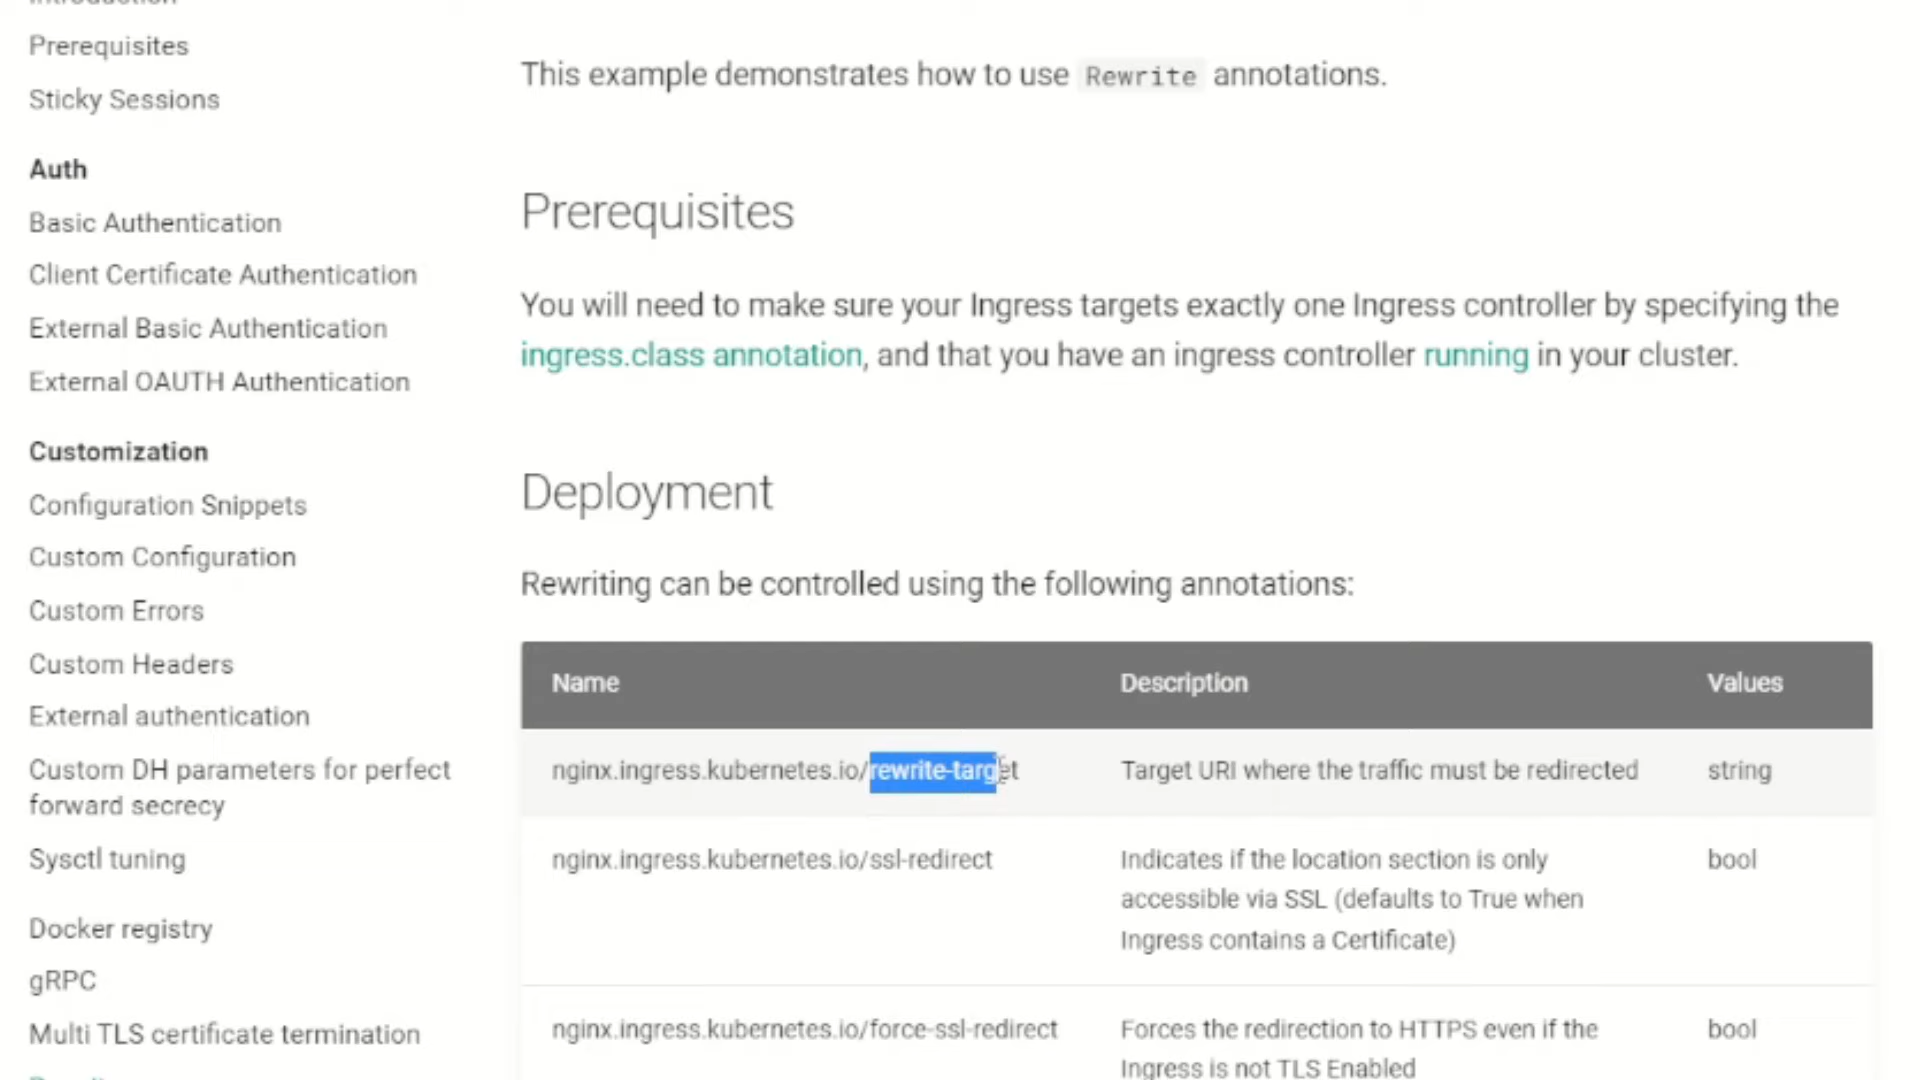 Introduction
Prerequisites
Sticky Sessions
Auth
Basic Authentication
Client Certificate Authentication
External Basic Authentication
External OAUTH Authentication
Customization
Configuration Snippets
Custom Configuration
Custom Errors
Custom Headers
External authentication
Custom DH parameters for perfect
forward secrecy
Sysctl tuning
Docker registry
gRPC
Multi TLS certificate termination
This example demonstrates how to use Rewrite annotations.
Prerequisites
You will need to make sure your Ingress targets exactly one Ingress controller by specifying the
ingress.class annotation, and that you have an ingress controller running in your cluster.
Deployment
Rewriting can be controlled using the following annotations:
Name Description Values
nginx.ingress.kubernetes.io/rewrite-target Target URI where the traffic must be redirected string
nginx.ingress.kubernetes.io/ssl-redirect Indicates if the location section is only bool
accessible via SSL (defaults to True when
Ingress contains a Certificate)
nginx.ingress.kubernetes.io/force-ssl-redirect Forces the redirection to HTTPS even if the bool
Ingress is not TLS Enabled